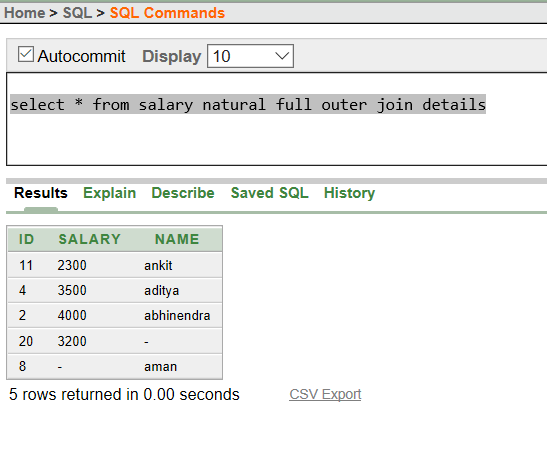 Home > SQL > SQL Commands
Autocommit Display 10
select * from salary natural full outer join details
Results Explain Describe Saved SQL History
ID SALARY NAME
11 2300 ankit
4 3500 aditya
2 4000 abhinendra
20 3200 -
8 - aman
5 rows returned in 0.00 seconds CSV Export